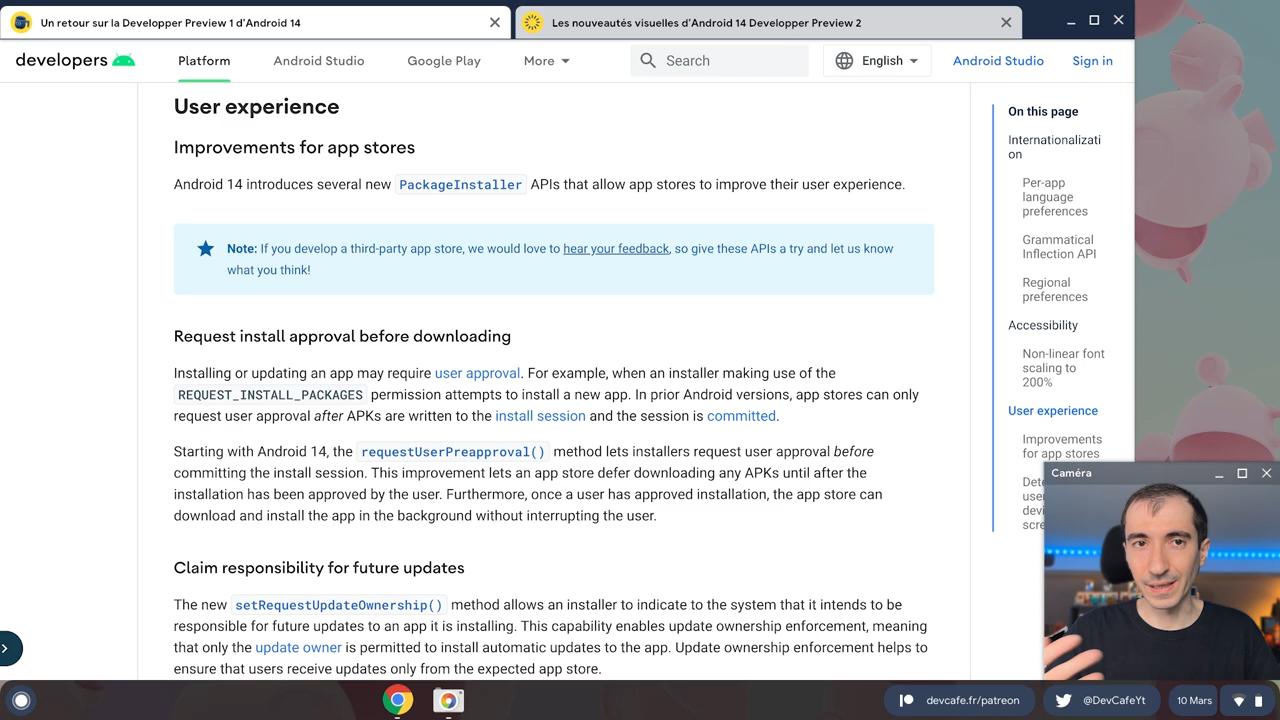 Un retour sur la Developper Preview 1 d'Android 14
Les nouveautés visuelles d'Android 14 Developper Preview 2
developers
Platform
Android Studio
Google Play
More
Search
English
Android Studio
Sign in
User experience
Improvements for app stores
Android 14 introduces several new PackageInstaller APIs that allow app stores to improve their user experience.
Note: If you develop a third-party app store, we would love to hear your feedback, so give these APIs a try and let us know
what you think!
Request install approval before downloading
Installing or updating an app may require user approval. For example, when an installer making use of the
REQUEST_INSTALL_PACKAGES permission attempts to install a new app. In prior Android versions, app stores can only
request user approval after APKs are written to the install session and the session is committed.
Starting with Android 14, the requestUserPreapproval() method lets installers request user approval before
committing the install session. This improvement lets an app store defer downloading any APKs until after the
installation has been approved by the user. Furthermore, once a user has approved installation, the app store can
download and install the app in the background without interrupting the user.
Claim responsibility for future updates
The new setRequestUpdateOwnership() method allows an installer to indicate to the system that it intends to be
responsible for future updates to an app it is installing. This capability enables update ownership enforcement, meaning
that only the update owner is permitted to install automatic updates to the app. Update ownership enforcement helps to
ensure that users receive updates only from the expected app store.
On this page
Internationalizati
on
Per-app
language
preferences
Grammatical
Inflection API
Regional
preferences
Accessibility
Non-linear font
scaling to
200%
User experience
Improvements
for app stores
Caméra
devcafe.fr/patreon
@DevCafeYt
10 Mars